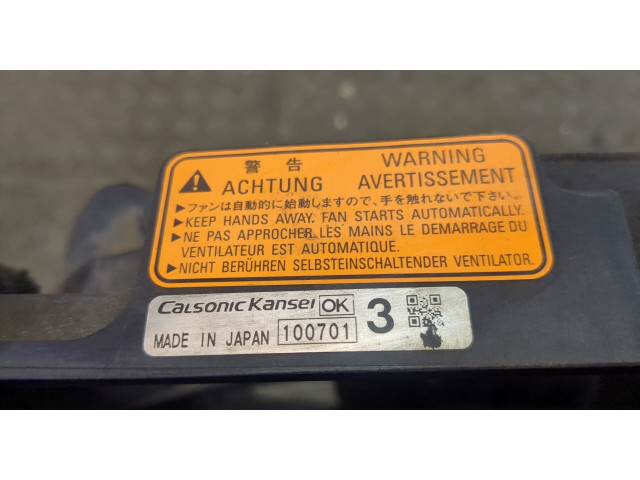 警告 WARNING
ACHTUNG AVERTISSEMENT
▶ファンは自動的に始動しますので、手を触れないで下さい。
▶KEEP HANDS AWAY. FAN STARTS AUTOMATICALLY.
▶NE PAS APPROCHER LES MAINS LE DEMARRAGE DU
VENTILATEUR EST AUTOMATIQUE.
▶NICHT BERÜHREN SELBSTEINSCHALTENDER VENTILATOR.
Calsonic Kansei OK 3
MADE IN JAPAN 100701